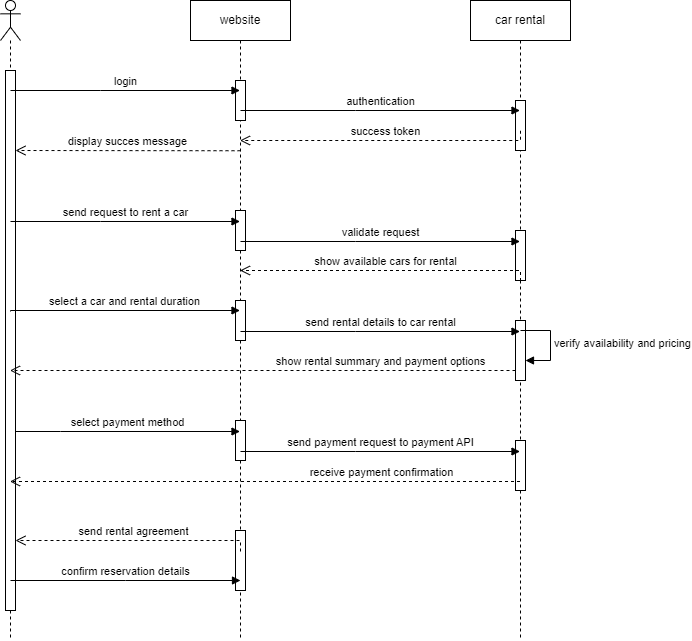 website
car rental
login
authentication
success token
display succes message
send request to rent a car
validate request
show available cars for rental
select a car and rental duration
send rental details to car rental
verify availability and pricing
show rental summary and payment options
select payment method
send payment request to payment API
receive payment confirmation
send rental agreement
confirm reservation details